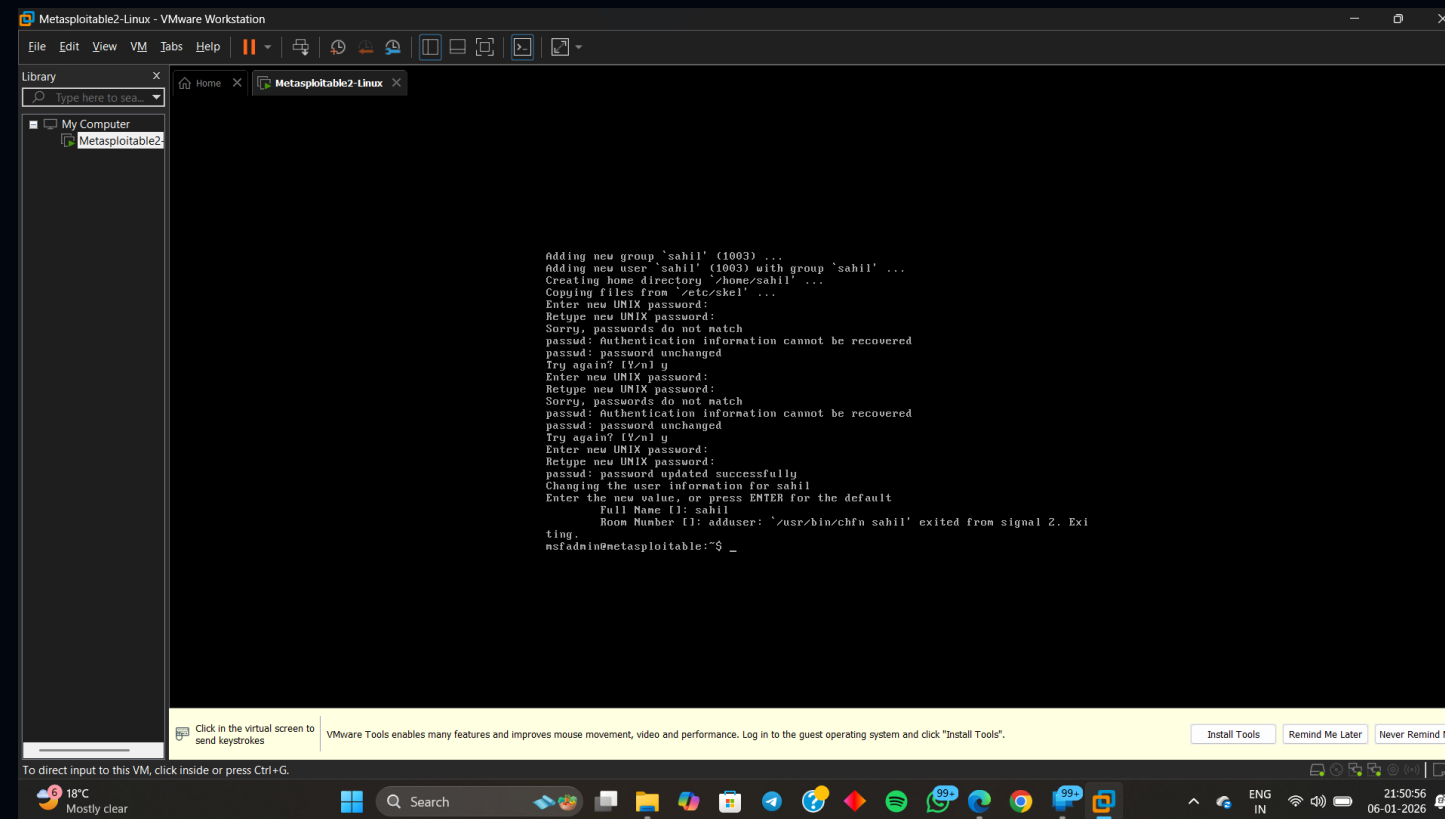 Metasploitable2-Linux - VMware Workstation
File Edit View VM Tabs Help
Library
Type here to sea...
My Computer
Metasploitable2-
Home
Metasploitable2-Linux
Adding new group `sahil' (1003) ...
Adding new user `sahil' (1003) with group `sahil' ...
Creating home directory `/home/sahil' ...
Copying files from `/etc/skel' ...
Enter new UNIX password:
Retype new UNIX password:
Sorry, passwords do not match
passwd: Authentication information cannot be recovered
passwd: password unchanged
Try again? [Y/n] y
Enter new UNIX password:
Retype new UNIX password:
Sorry, passwords do not match
passwd: Authentication information cannot be recovered
passwd: password unchanged
Try again? [Y/n] y
Enter new UNIX password:
Retype new UNIX password:
passwd: password updated successfully
Changing the user information for sahil
Enter the new value, or press ENTER for the default
Full Name []: sahil
Room Number []: adduser: `/usr/bin/chfn sahil' exited from signal 2. Exi
ting.
msfadmin@metasploitable:~$ _
Click in the virtual screen to
send keystrokes
VMware Tools enables many features and improves mouse movement, video and performance. Log in to the guest operating system and click "Install Tools".
Install Tools
Remind Me Later
Never Remind
To direct input to this VM, click inside or press Ctrl+G.
6
18°C
Mostly clear
Search
99+
99+
ENG
IN
21:50:56
06-01-2026